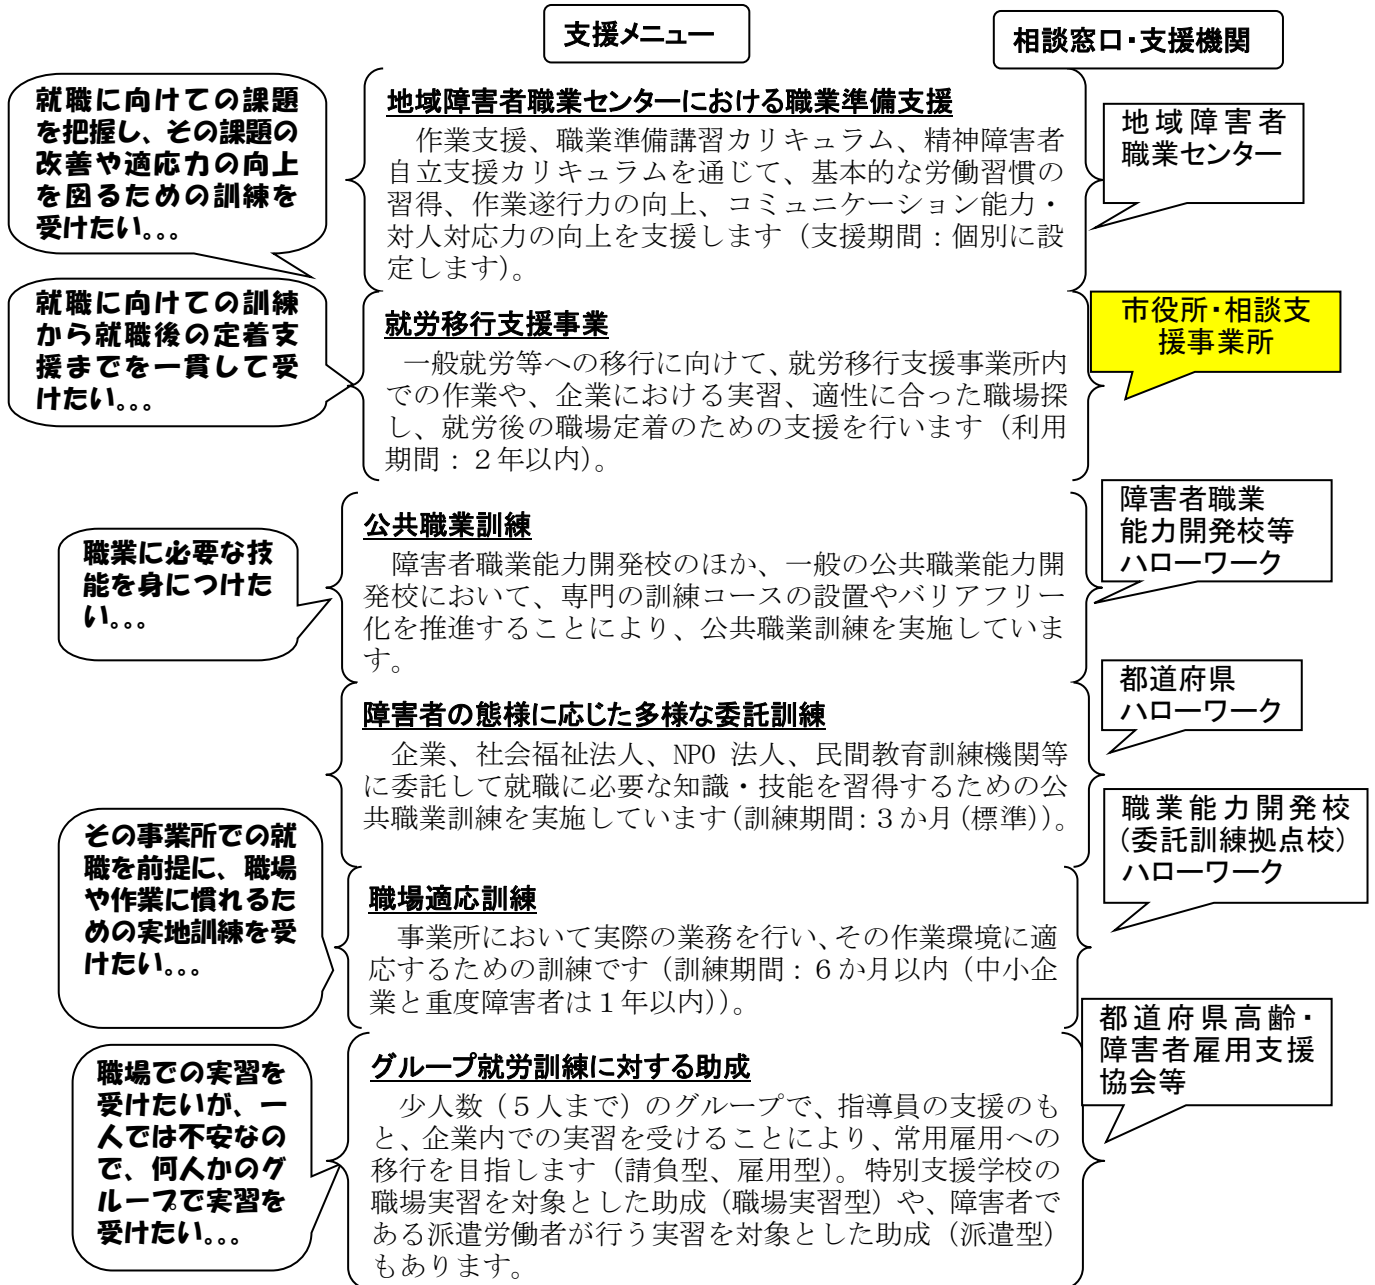 支援メニュー
相談窓口・支援機関
就職に向けての課題
を把握し、その課題の
改善や適応力の向上
を図るための訓練を
受けたい。。。
地域障害者職業センターにおける職業準備支援
作業支援、職業準備講習カリキュラム、精神障害者
自立支援カリキュラムを通じて、基本的な労働習慣の
習得、作業遂行力の向上、コミュニケーション能力・
対人対応力の向上を支援します（支援期間：個別に設
定します）。
地域障害者
職業センター
就職に向けての訓練
から就職後の定着支
援までを一貫して受
けたい。。。
就労移行支援事業
一般就労等への移行に向けて、就労移行支援事業所内
での作業や、企業における実習、適性に合った職場探
し、就労後の職場定着のための支援を行います（利用
期間：２年以内）。
市役所・相談支
援事業所
職業に必要な技
能を身につけた
い。。。
公共職業訓練
障害者職業能力開発校のほか、一般の公共職業能力開
発校において、専門の訓練コースの設置やバリアフリー
化を推進することにより、公共職業訓練を実施していま
す。
障害者職業
能力開発校等
ハローワーク
障害者の態様に応じた多様な委託訓練
企業、社会福祉法人、NPO 法人、民間教育訓練機関等
に委託して就職に必要な知識・技能を習得するための公
共職業訓練を実施しています（訓練期間：３か月（標準））。
都道府県
ハローワーク
職業能力開発校
（委託訓練拠点校）
ハローワーク
その事業所での就
職を前提に、職場
や作業に慣れるた
めの実地訓練を受
けたい。。。
職場適応訓練
事業所において実際の業務を行い、その作業環境に適
応するための訓練です（訓練期間：６か月以内（中小企
業と重度障害者は１年以内））。
職場での実習を
受けたいが、一
人では不安なの
で、何人かのグ
ループで実習を
受けたい。。。
グループ就労訓練に対する助成
少人数（５人まで）のグループで、指導員の支援のも
と、企業内での実習を受けることにより、常用雇用への
移行を目指します（請負型、雇用型）。特別支援学校の
職場実習を対象とした助成（職場実習型）や、障害者で
ある派遣労働者が行う実習を対象とした助成（派遣型）
もあります。
都道府県高齢・
障害者雇用支援
協会等